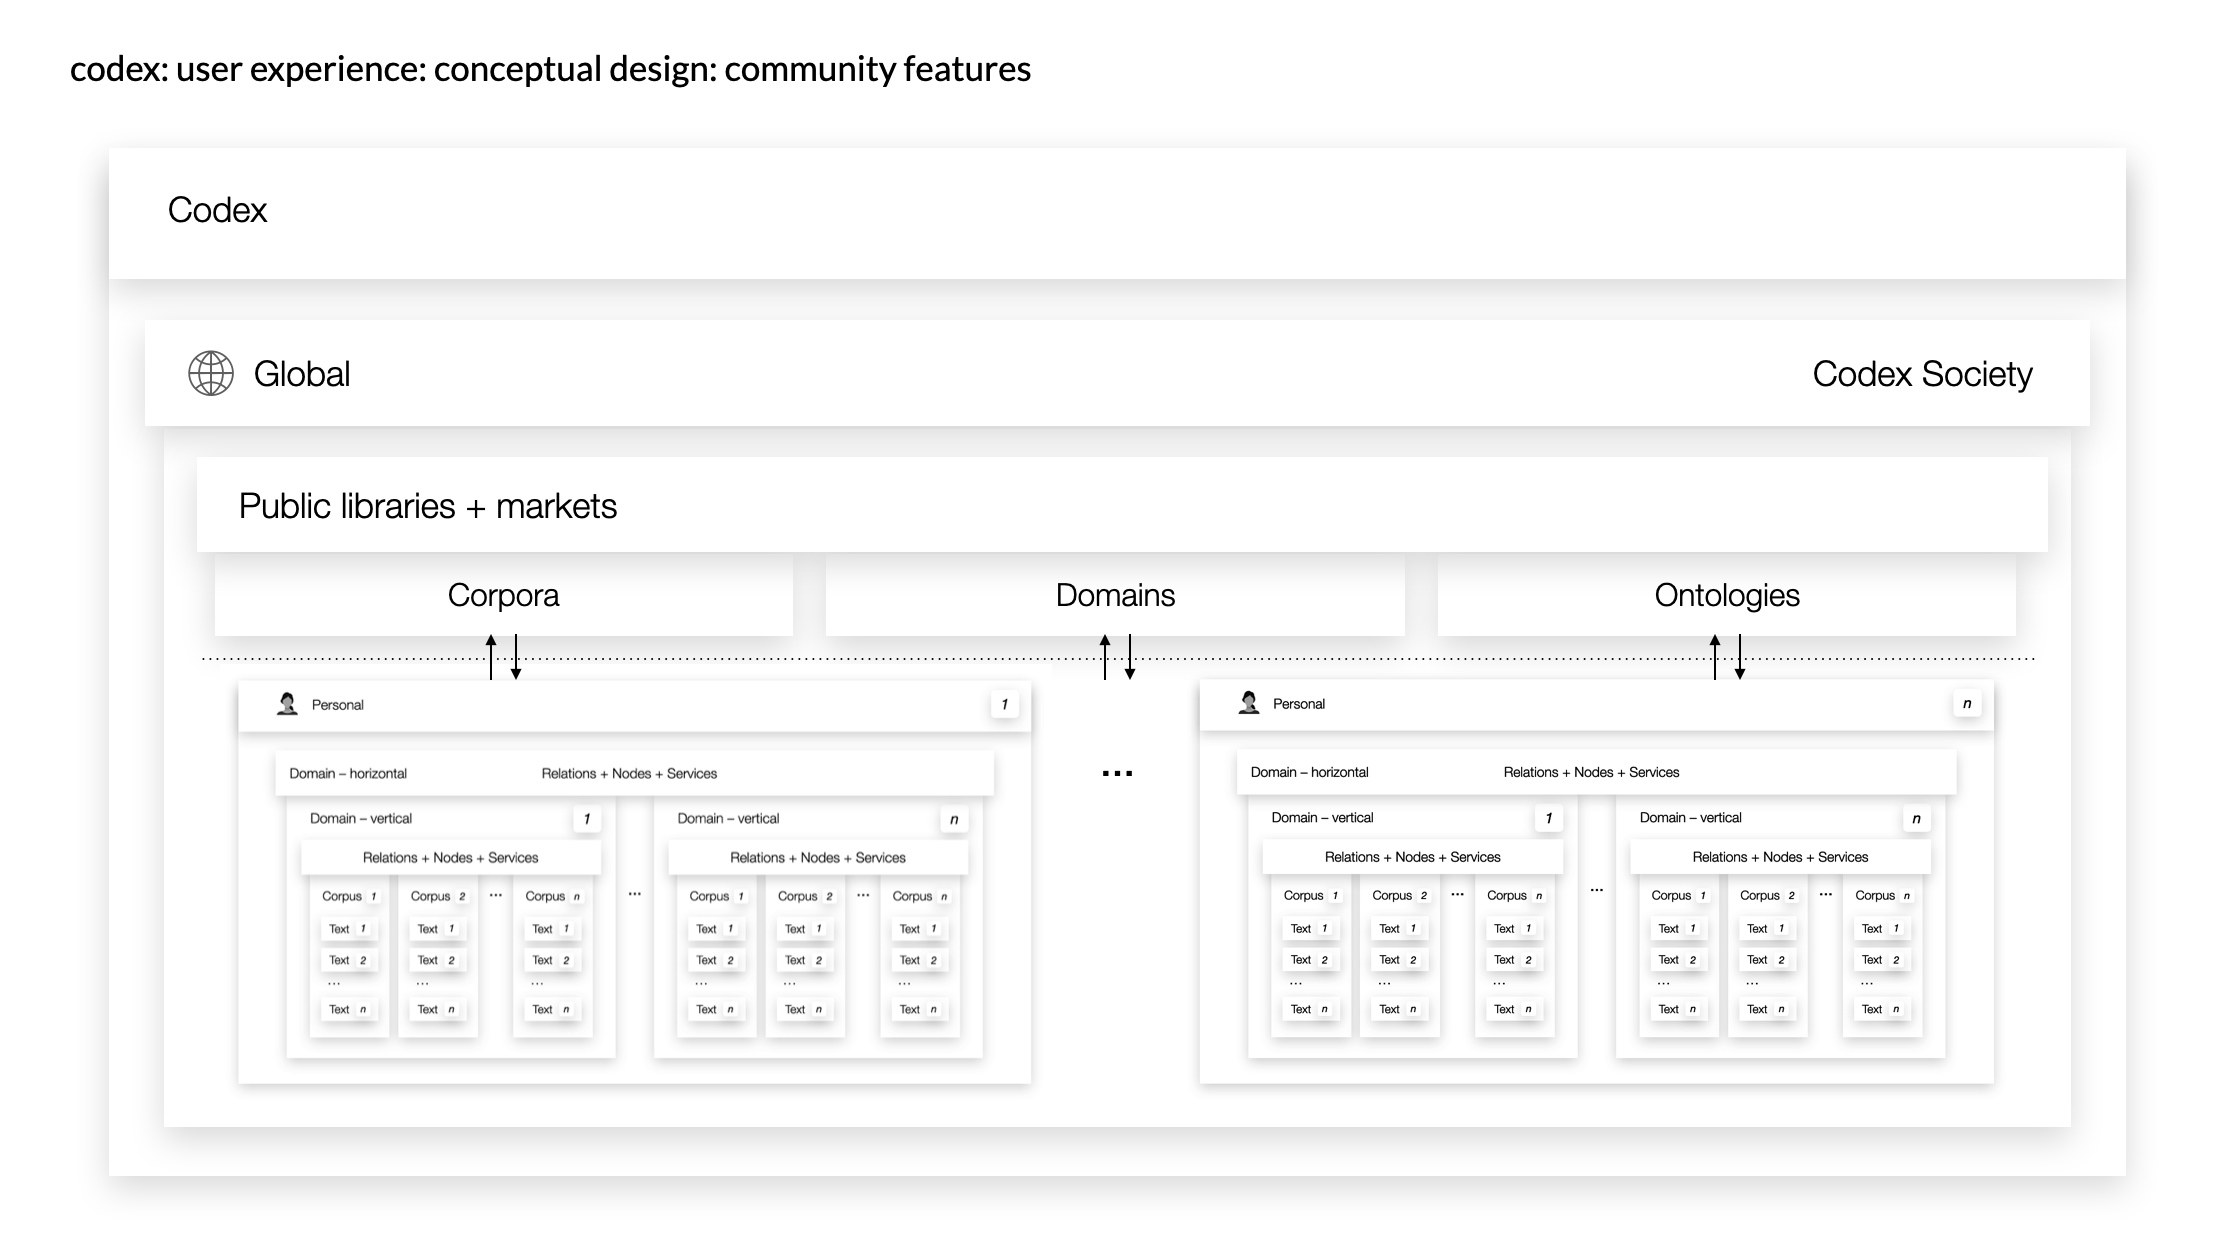 codex: user experience: conceptual design: community features
Codex
Global Codex Society
Public libraries + markets
Corpora Domains Ontologies
Personal 1 Personal n
...
Domain – horizontal Relations + Nodes + Services Domain – horizontal Relations + Nodes + Services
Domain – vertical 1 Domain – vertical n Domain – vertical 1 Domain – vertical n
Relations + Nodes + Services Relations + Nodes + Services Relations + Nodes + Services Relations + Nodes + Services
Corpus 1 Corpus 2 ... Corpus n ... Corpus 1 Corpus 2 ... Corpus n Corpus 1 Corpus 2 ... Corpus n ... Corpus 1 Corpus 2 ... Corpus n
Text 1 Text 1 Text 1 Text 1 Text 1 Text 1 Text 1 Text 1 Text 1 Text 1 Text 1 Text 1
Text 2 Text 2 Text 2 Text 2 Text 2 Text 2 Text 2 Text 2 Text 2 Text 2 Text 2 Text 2
... ... ... ... ... ... ... ... ... ... ... ...
Text n Text n Text n Text n Text n Text n Text n Text n Text n Text n Text n Text n